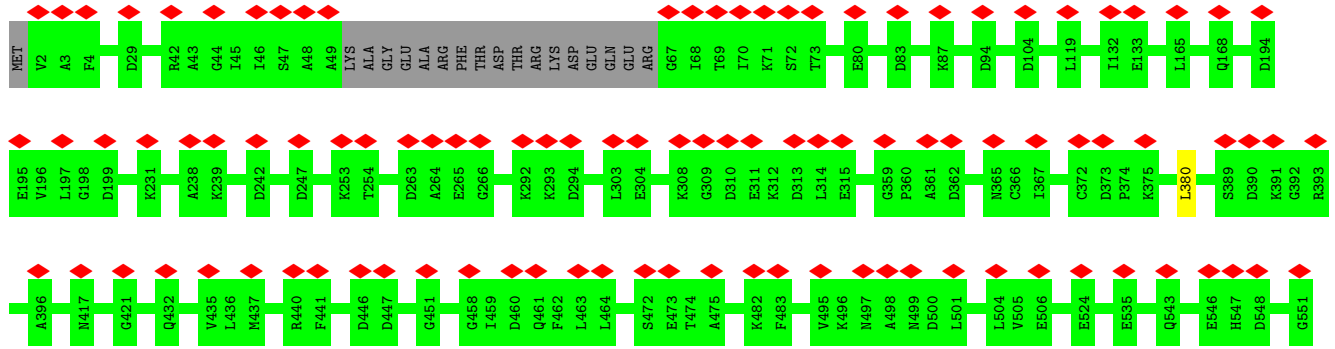 MET V2 A3 F4 D29 R42 A43 G44 I45 I46 S47 A48 A49 LYS ALA GLY GLU ALA ARG PHE THR ASP THR ARG LYS ASP GLU GLN GLU ARG G67 I68 T69 I70 K71 S72 T73 E80 D83 K87 D94 D104 L119 I132 E133 L165 Q168 D194
E195 V196 L197 G198 D199 K231 A238 K239 D242 D247 K253 T254 D263 A264 E265 G266 K292 K293 D294 L303 E304 K308 G309 D310 E311 K312 D313 L314 E315 G359 P360 A361 D362 N365 C366 I367 C372 D373 P374 K375 L380 S389 D390 K391 G392 R393
A396 N417 G421 Q432 V435 L436 M437 R440 F441 D446 D447 G451 G458 I459 D460 Q461 F462 L463 L464 S472 E473 T474 A475 K482 F483 V495 K496 N497 A498 N499 D500 L501 L504 V505 E506 E524 E535 Q543 E546 H547 D548 G551